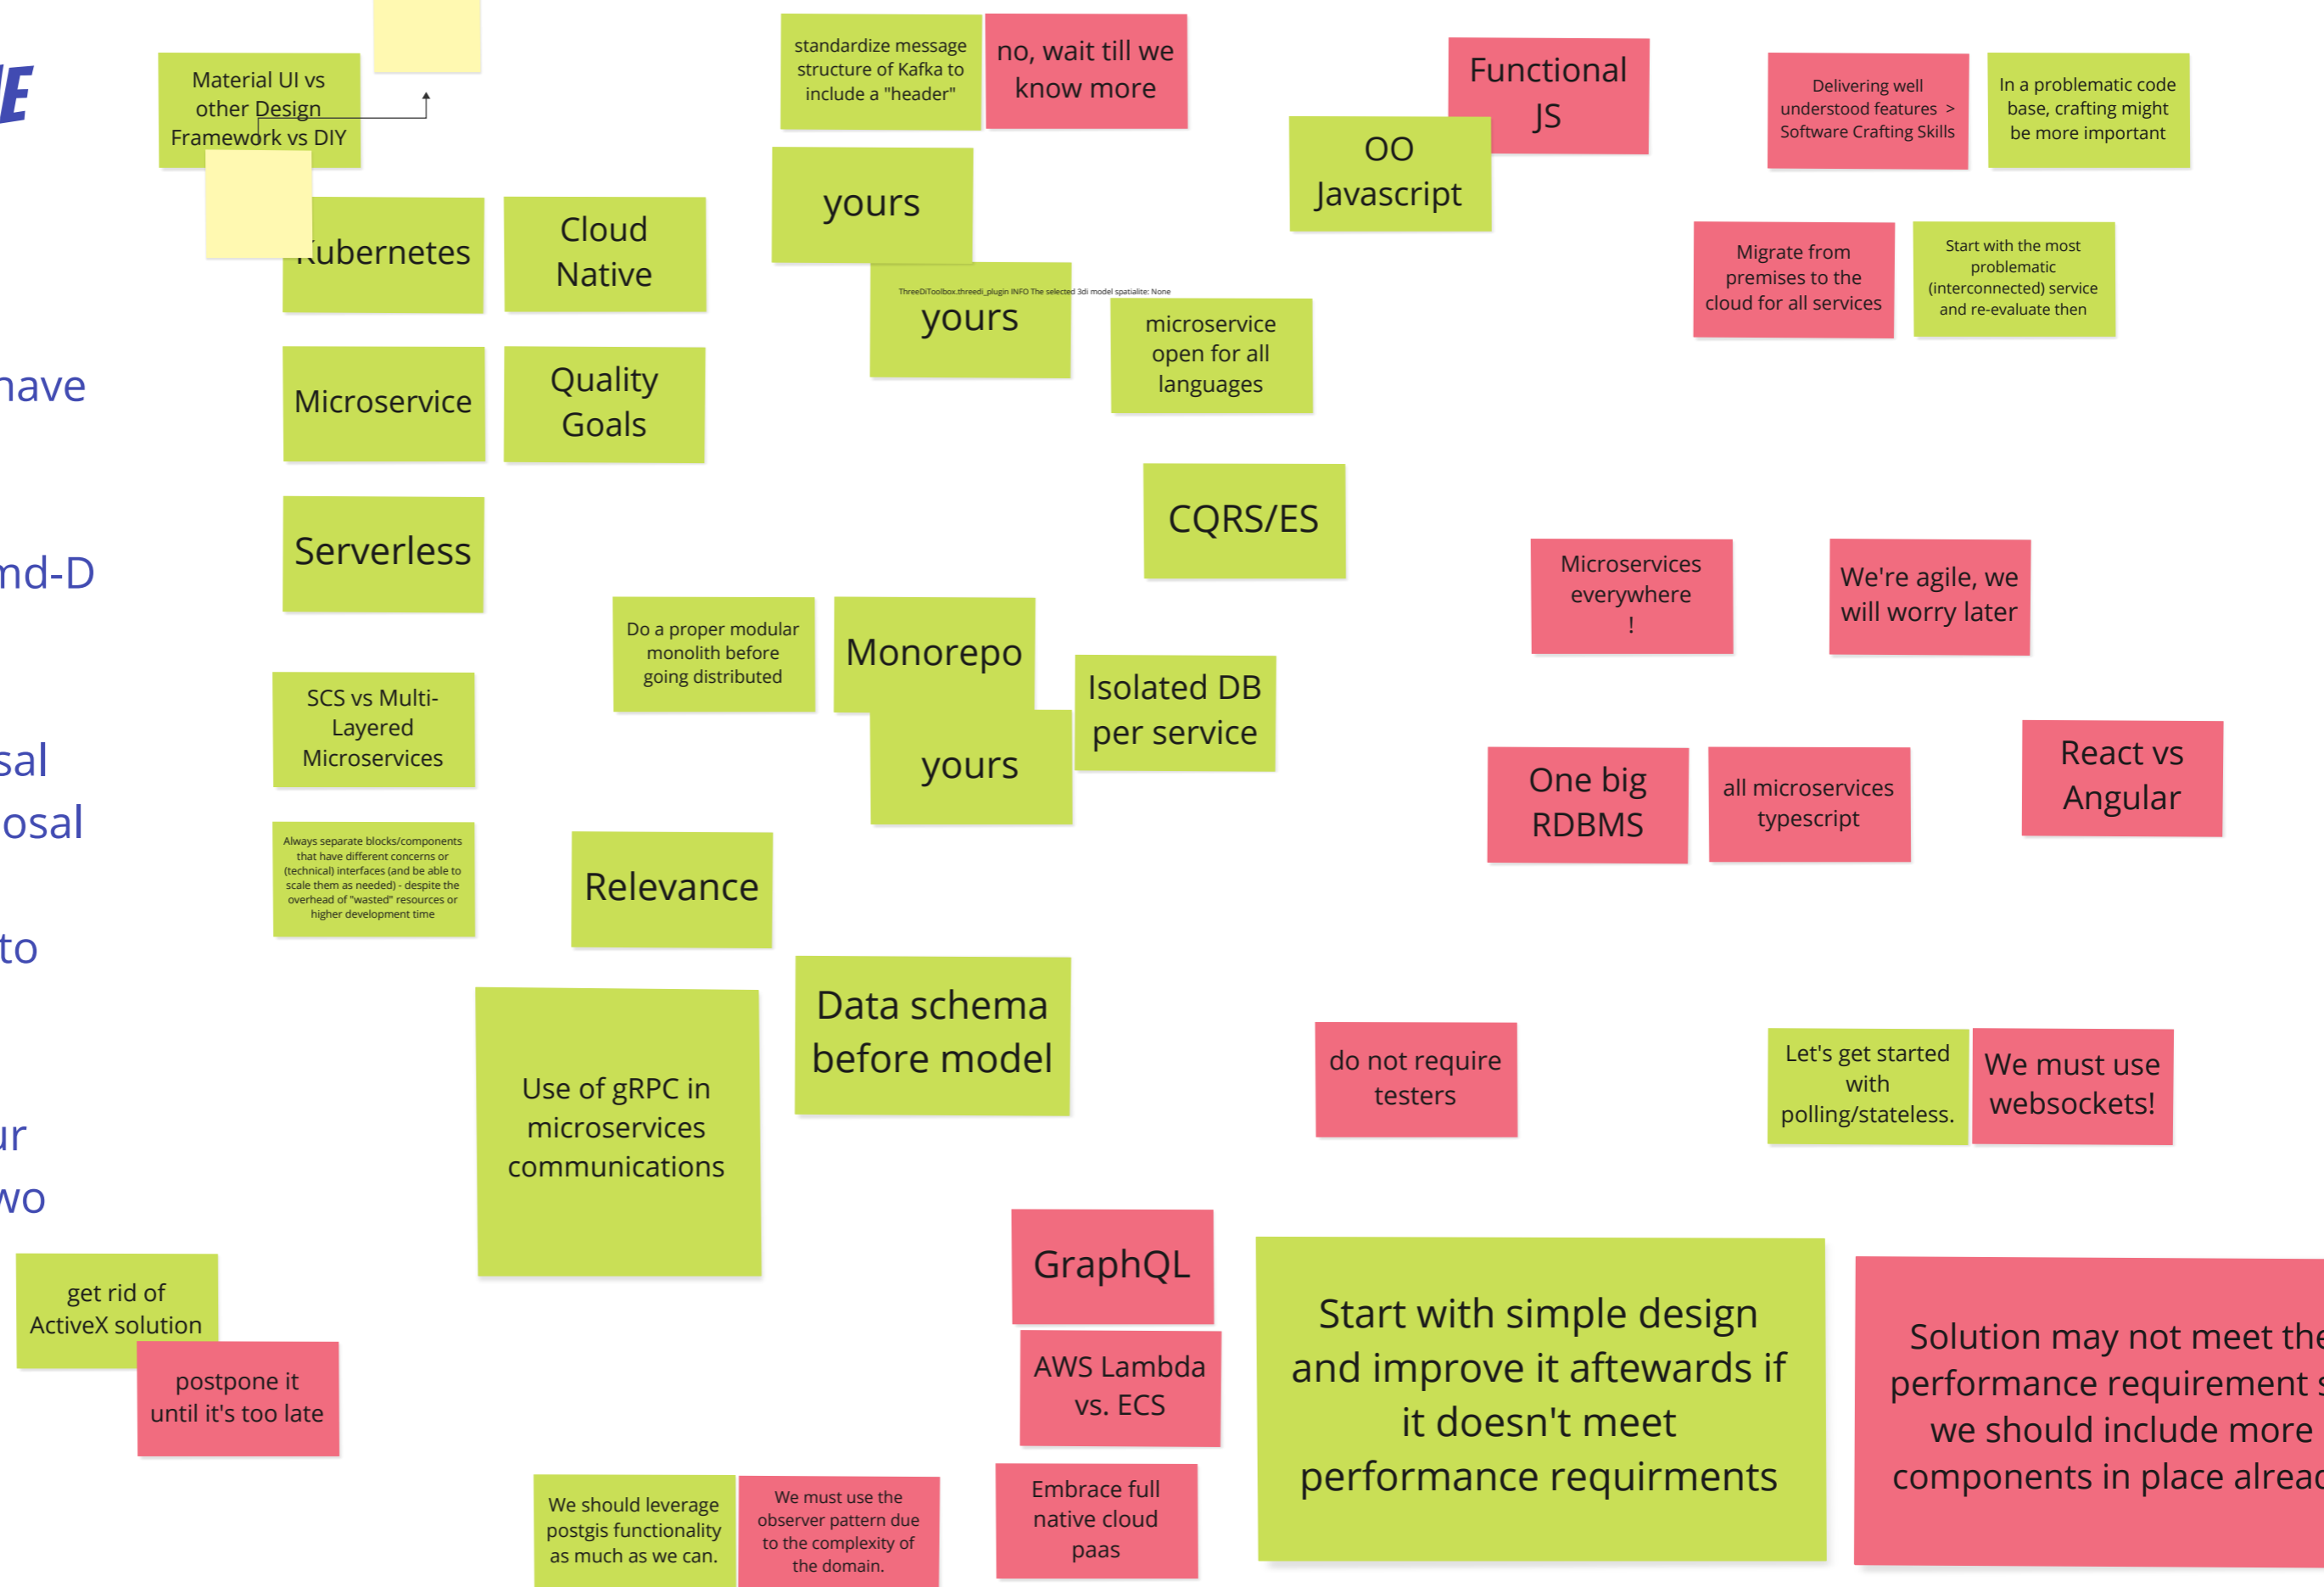 Material UI vs
other Design
Framework vs DIY
standardize message
structure of Kafka to
include a "header"
no, wait till we
know more
yours
ThreeDiToolbox.threedi_plugin INFO The selected 3di model spatialite: None
yours
microservice
open for all
languages
Functional
JS
OO
Javascript
Delivering well
understood features >
Software Crafting Skills
In a problematic code
base, crafting might
be more important
Migrate from
premises to the
cloud for all services
Start with the most
problematic
(interconnected) service
and re-evaluate then
Kubernetes
Cloud
Native
have
Microservice
Quality
Goals
CQRS/ES
Serverless
md-D
Microservices
everywhere
!
We're agile, we
will worry later
Do a proper modular
monolith before
going distributed
Monorepo
Isolated DB
per service
yours
SCS vs Multi-
Layered
Microservices
sal
osal
One big
RDBMS
all microservices
typescript
React vs
Angular
Always separate blocks/components
that have different concerns or
(technical) interfaces (and be able to
scale them as needed) - despite the
overhead of "wasted" resources or
higher development time
Relevance
to
Data schema
before model
Use of gRPC in
microservices
communications
do not require
testers
Let's get started
with
polling/stateless.
We must use
websockets!
ur
wo
get rid of
ActiveX solution
postpone it
until it's too late
GraphQL
AWS Lambda
vs. ECS
Embrace full
native cloud
paas
Start with simple design
and improve it aftewards if
it doesn't meet
performance requirments
Solution may not meet the
performance requirement s
we should include more
components in place alread
We should leverage
postgis functionality
as much as we can.
We must use the
observer pattern due
to the complexity of
the domain.